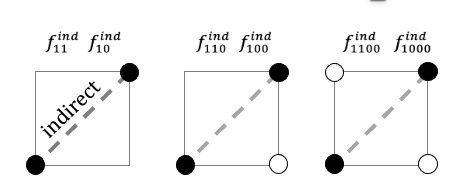 f_{11}^{ind} f_{10}^{ind}
f_{110}^{ind} f_{100}^{ind}
f_{1100}^{ind} f_{1000}^{ind}
indirect